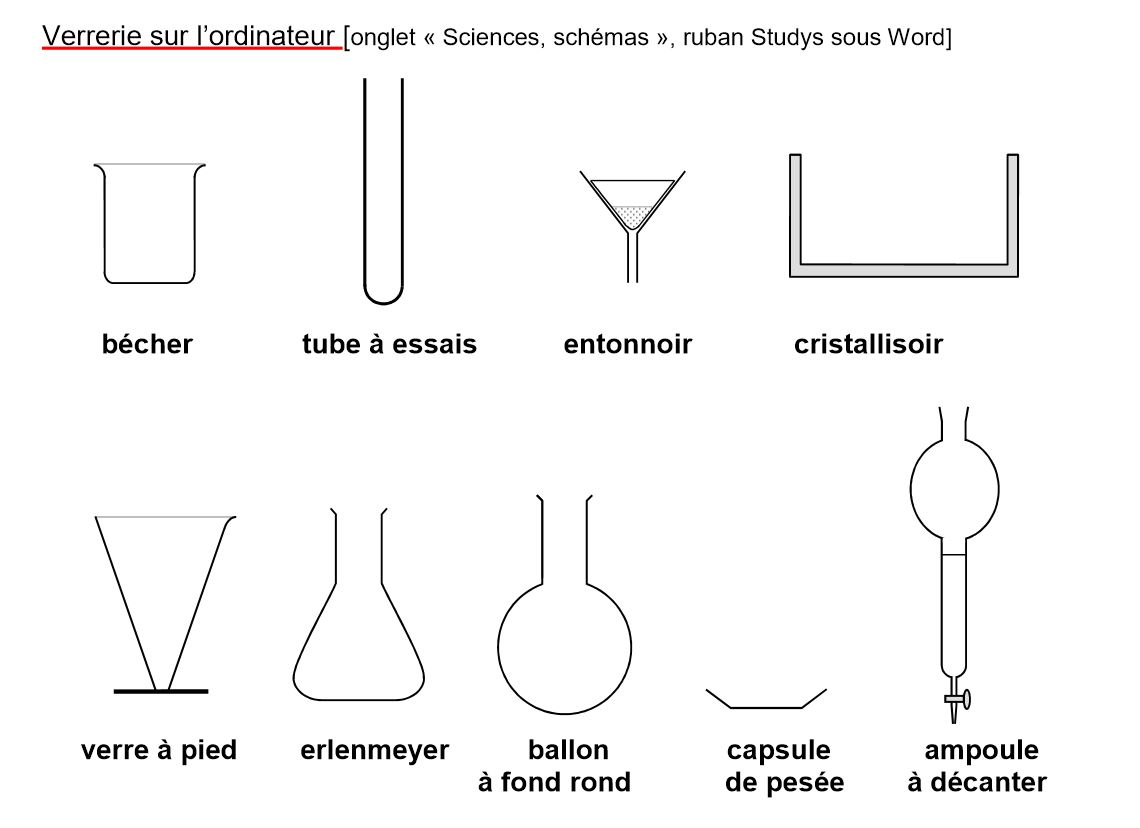 Verrerie sur l’ordinateur [onglet « Sciences, schémas », ruban Studys sous Word]
bécher tube à essais entonnoir cristallisoir
verre à pied erlenmeyer ballon capsule ampoule
à fond rond de pesée à décanter